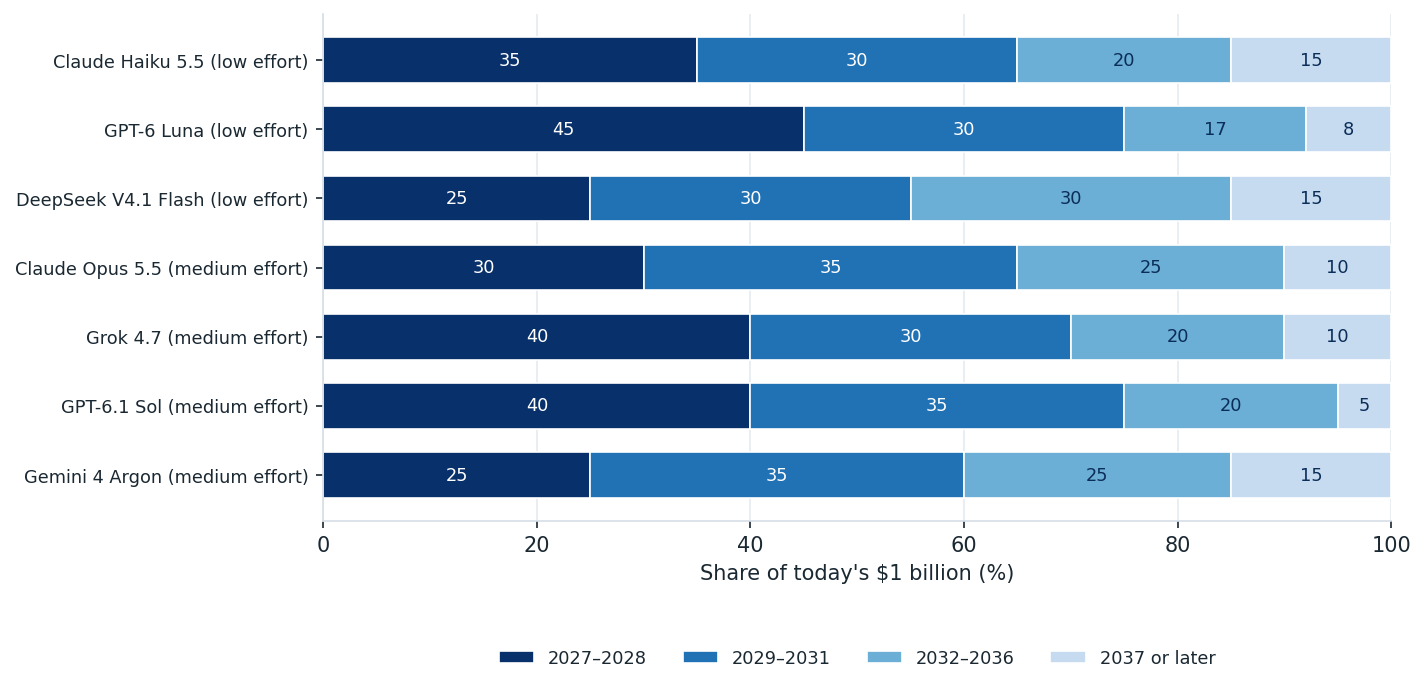 Claude Haiku 5.5 (low effort) 35 30 20 15
GPT-6 Luna (low effort) 45 30 17 8
DeepSeek V4.1 Flash (low effort) 25 30 30 15
Claude Opus 5.5 (medium effort) 30 35 25 10
Grok 4.7 (medium effort) 40 30 20 10
GPT-6.1 Sol (medium effort) 40 35 20 5
Gemini 4 Argon (medium effort) 25 35 25 15
0 20 40 60 80 100
Share of today's $1 billion (%)
2027–2028 2029–2031 2032–2036 2037 or later